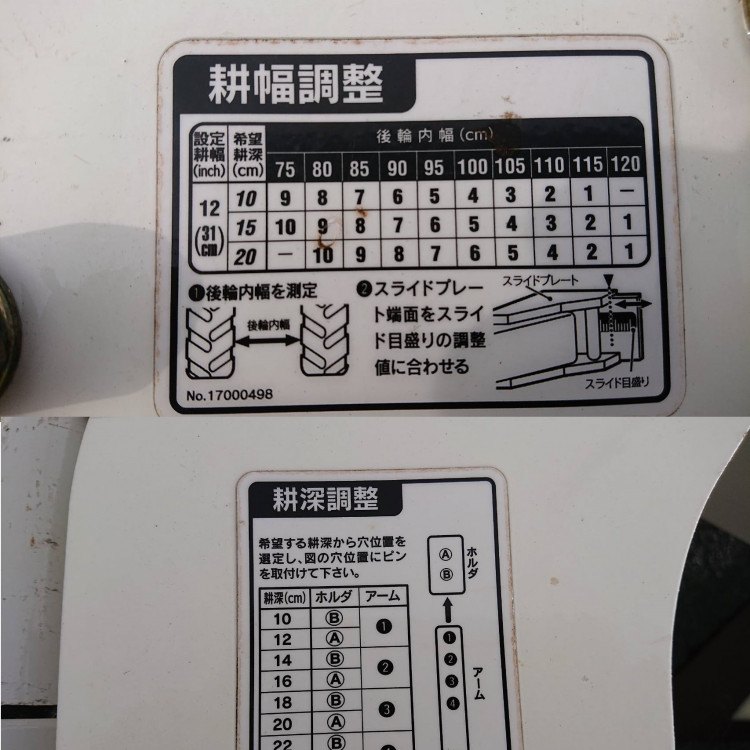 耕幅調整
設定耕幅(inch) 希望耕深(cm) 後輪内幅(cm)
75 80 85 90 95 100 105 110 115 120
12(31cm) 10 9 8 7 6 5 4 3 2 1 ―
15 10 9 8 7 6 5 4 3 2 1
20 ― 10 9 8 7 6 5 4 2 1
❶後輪内幅を測定
後輪内幅
No.17000498
❷スライドプレー
ト端面をスライ
ド目盛りの調整
値に合わせる
スライドプレート
スライド目盛り
耕深調整
希望する耕深から穴位置を
選定し、図の穴位置にピン
を取付けて下さい。
耕深(cm) ホルダ アーム
10 Ⓑ ❶
12 Ⓐ
14 Ⓑ ❷
16 Ⓐ
18 Ⓑ ❸
20 Ⓐ
22 Ⓑ
Ⓐ
Ⓑ
ホルダ
❶
❷
❸
❹
アーム